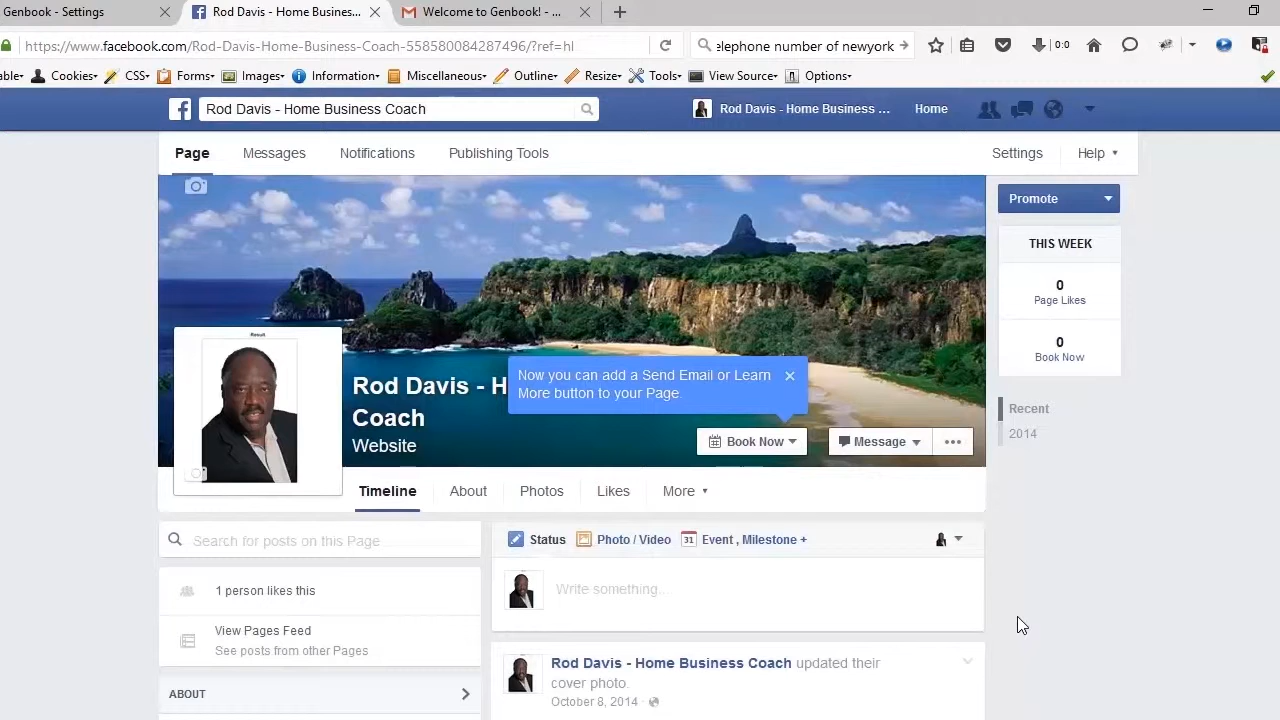 Genbook - Settings
Rod Davis - Home Busines...
Welcome to Genbook! - ...
https://www.facebook.com/Rod-Davis-Home-Business-Coach-558580084287496/?ref=hl
elephone number of newyork
0:0
able▾ Cookies▾ CSS▾ Forms▾ Images▾ Information▾ Miscellaneous▾ Outline▾ Resize▾ Tools▾ View Source▾ Options▾
Rod Davis - Home Business Coach
Rod Davis - Home Business ... Home
Page Messages Notifications Publishing Tools Settings Help
Promote
THIS WEEK
0
Page Likes
0
Book Now
Recent
2014
Result
Now you can add a Send Email or Learn
More button to your Page.
Rod Davis - H
Coach
Website
Book Now
Message
Timeline About Photos Likes More
Search for posts on this Page
1 person likes this
View Pages Feed
See posts from other Pages
ABOUT
Status Photo / Video 31 Event , Milestone +
Write something...
Rod Davis - Home Business Coach updated their
cover photo.
October 8, 2014 ·